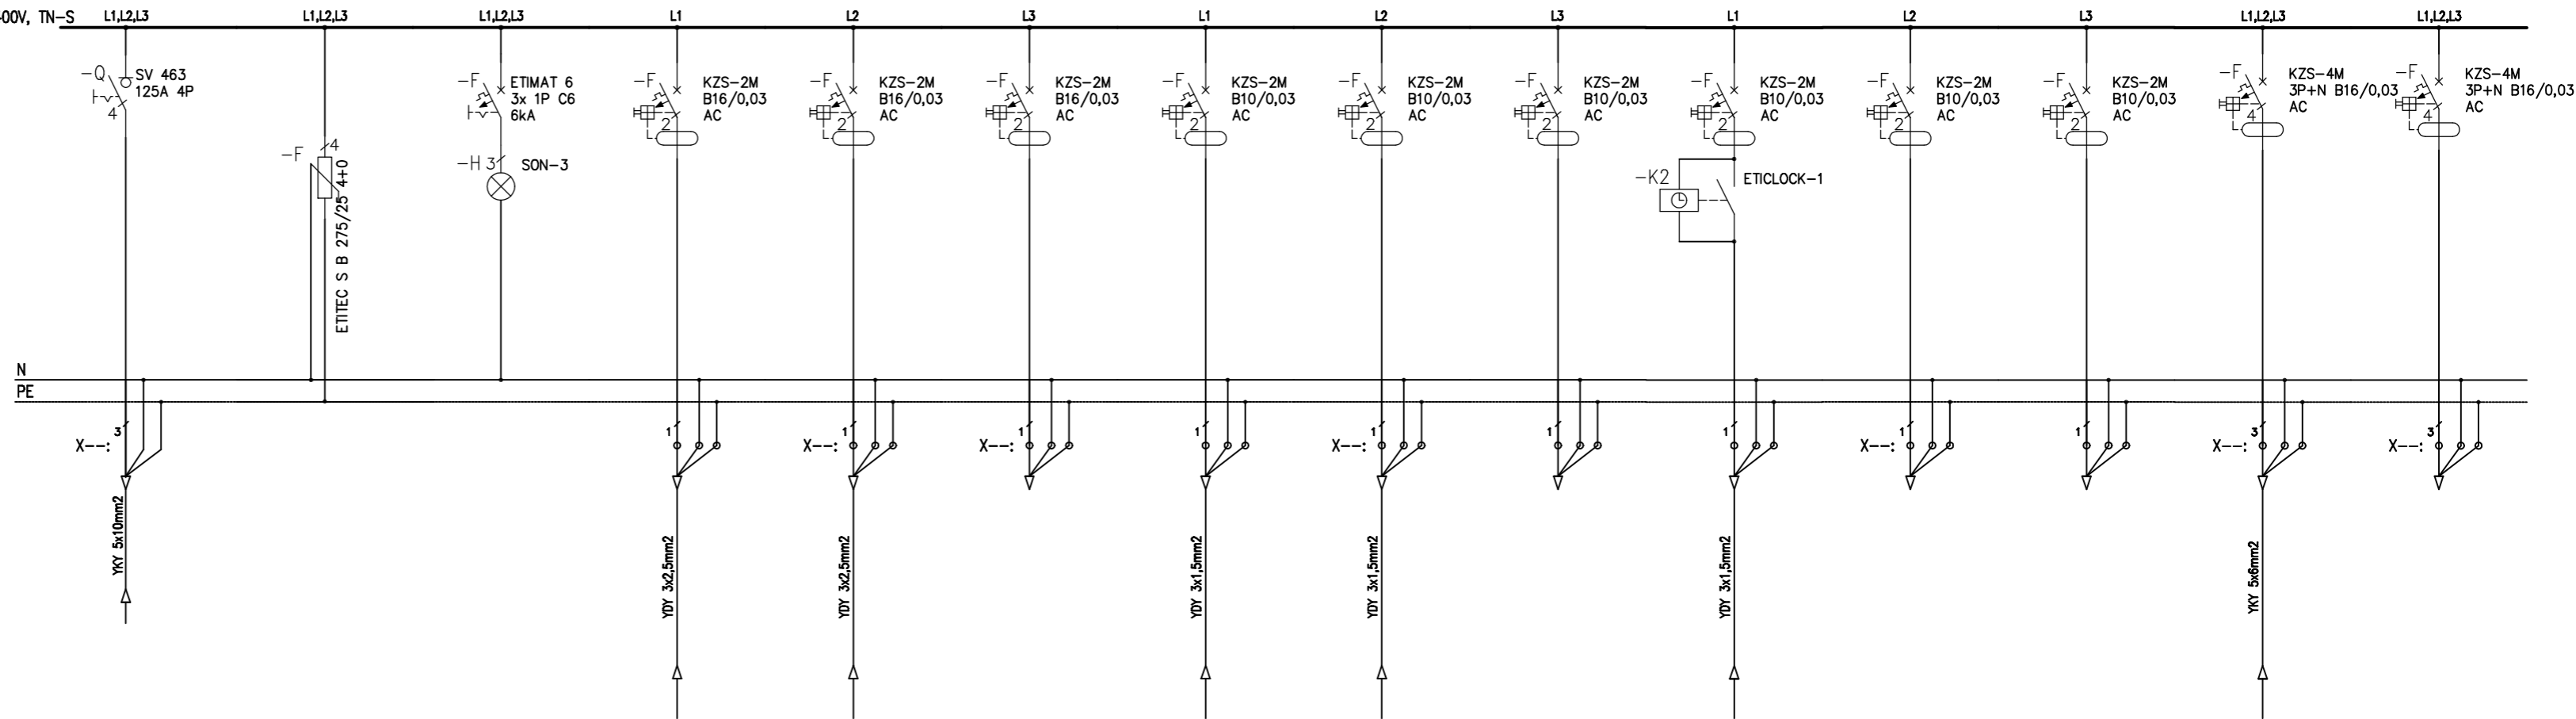 00V, TN-S
L1,L2,L3
L1,L2,L3
L1,L2,L3
L1
L2
L3
L1
L2
L3
L1
L2
L3
L1,L2,L3
L1,L2,L3
-Q
SV 463
125A 4P
4
-F
4
ETITEC S B 275/25 4+0
-F
ETIMAT 6
3x 1P C6
6kA
-H 3
SON-3
-F
KZS-2M
B16/0,03
AC
2
-F
KZS-2M
B16/0,03
AC
2
-F
KZS-2M
B16/0,03
AC
2
-F
KZS-2M
B10/0,03
AC
2
-F
KZS-2M
B10/0,03
AC
2
-F
KZS-2M
B10/0,03
AC
2
-F
KZS-2M
B10/0,03
AC
2
-K2
ETICLOCK-1
-F
KZS-2M
B10/0,03
AC
2
-F
KZS-2M
B10/0,03
AC
2
-F
KZS-4M
3P+N B16/0,03
AC
4
-F
KZS-4M
3P+N B16/0,03
AC
4
N
PE
X--:
3
1
X--:
1
X--:
1
1
X--:
1
1
1
X--:
1
1
X--:
3
X--:
3
YKY 5x10mm2
YDY 3x2,5mm2
YDY 3x2,5mm2
YDY 3x1,5mm2
YDY 3x1,5mm2
YDY 3x1,5mm2
YKY 5x6mm2